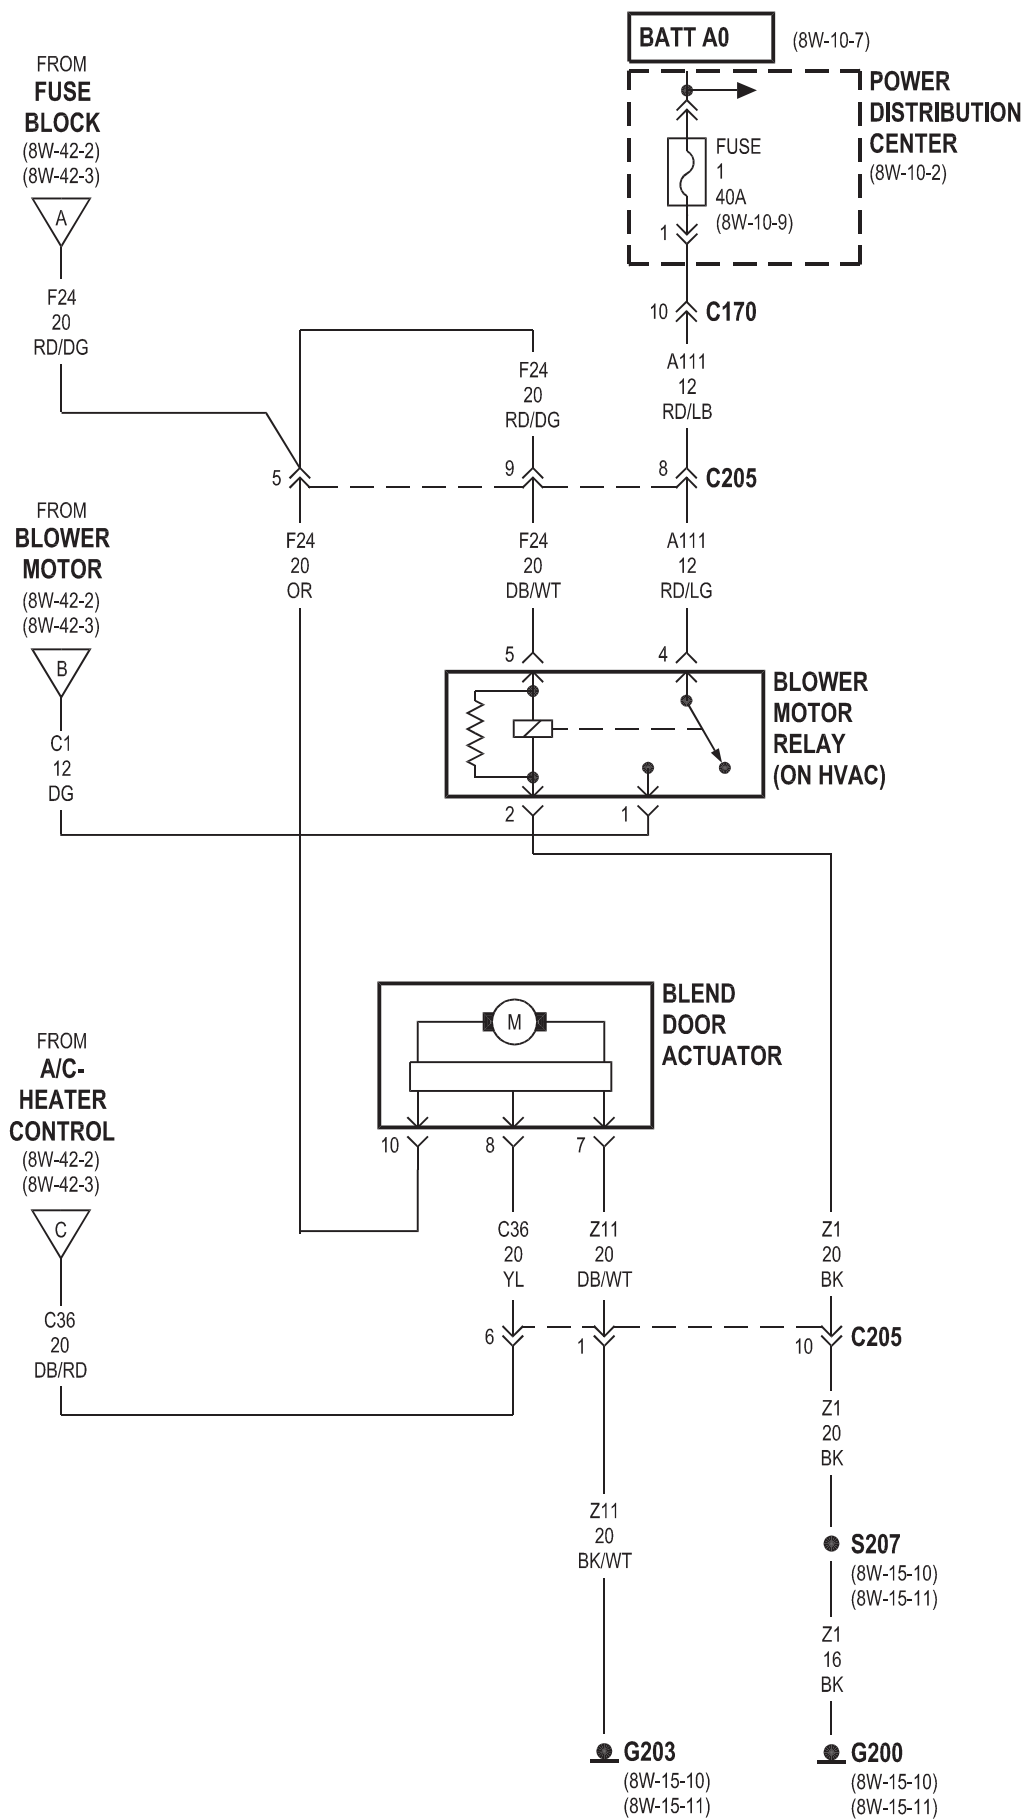 BATT A0
(8W-10-7)
FROM
FUSE
BLOCK
(8W-42-2)
(8W-42-3)
A
F24
20
RD/DG
POWER
DISTRIBUTION
CENTER
(8W-10-2)
FUSE
1
40A
(8W-10-9)
1
10
C170
A111
12
RD/LB
F24
20
RD/DG
5
9
8
C205
FROM
BLOWER
MOTOR
(8W-42-2)
(8W-42-3)
B
C1
12
DG
F24
20
OR
F24
20
DB/WT
A111
12
RD/LG
5
4
BLOWER
MOTOR
RELAY
(ON HVAC)
2
1
BLEND
DOOR
ACTUATOR
M
10
8
7
FROM
A/C-
HEATER
CONTROL
(8W-42-2)
(8W-42-3)
C
C36
20
DB/RD
C36
20
YL
Z11
20
DB/WT
Z1
20
BK
6
1
10
C205
Z1
20
BK
Z11
20
BK/WT
S207
(8W-15-10)
(8W-15-11)
Z1
16
BK
G203
(8W-15-10)
(8W-15-11)
G200
(8W-15-10)
(8W-15-11)